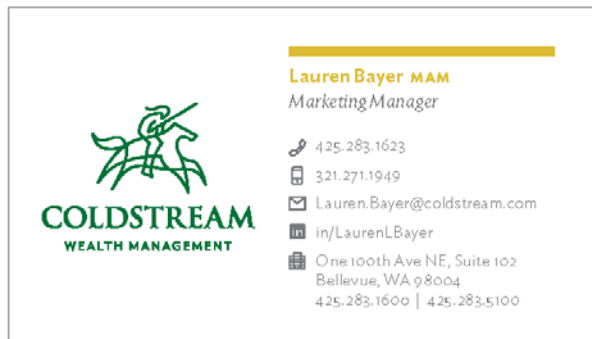 COLDSTREAM
WEALTH MANAGEMENT
Lauren Bayer MAM
Marketing Manager
425.283.1623
321.271.1949
Lauren.Bayer@coldstream.com
in
in/LaurenLBayer
One 100th Ave NE, Suite 102
Bellevue, WA 98004
425.283.1600 | 425.283.5100